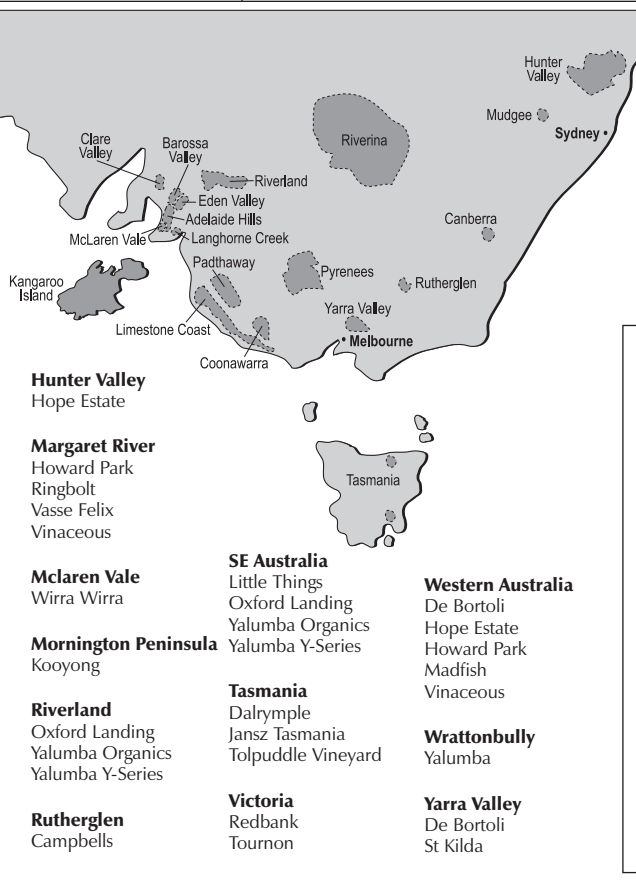 Hunter
Valley
Mudgee
Sydney
Riverina
Clare
Valley
Barossa
Valley
Riverland
Eden Valley
Adelaide Hills
McLaren Vale
Langhorne Creek
Canberra
Padthaway
Pyrenees
Kangaroo
Island
Rutherglen
Yarra Valley
Limestone Coast
Melbourne
Coonawarra
Tasmania
Hunter Valley
Hope Estate
Margaret River
Howard Park
Ringbolt
Vasse Felix
Vinaceous
Mclaren Vale
Wirra Wirra
Mornington Peninsula
Kooyong
Riverland
Oxford Landing
Yalumba Organics
Yalumba Y-Series
Rutherglen
Campbells
SE Australia
Little Things
Oxford Landing
Yalumba Organics
Yalumba Y-Series
Tasmania
Dalrymple
Jansz Tasmania
Tolpuddle Vineyard
Victoria
Redbank
Tournon
Western Australia
De Bortoli
Hope Estate
Howard Park
Madfish
Vinaceous
Wrattonbully
Yalumba
Yarra Valley
De Bortoli
St Kilda